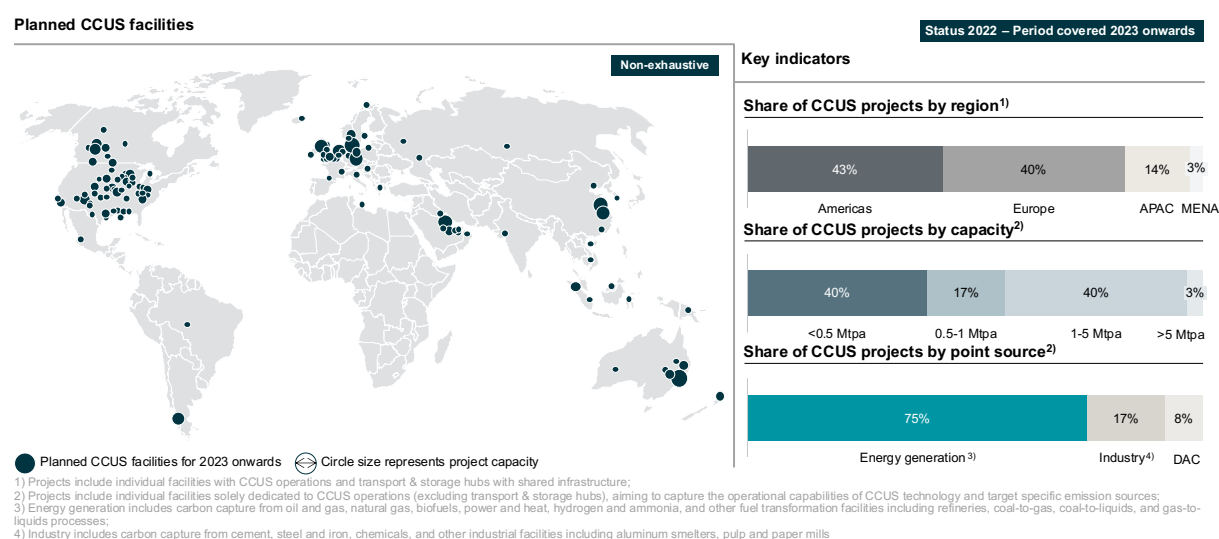 Planned CCUS facilities
Status 2022 – Period covered 2023 onwards
Non-exhaustive
Key indicators
Share of CCUS projects by region1)
43%
40%
14%
3%
Americas
Europe
APAC
MENA
Share of CCUS projects by capacity2)
40%
17%
40%
3%
<0.5 Mtpa
0.5-1 Mtpa
1-5 Mtpa
>5 Mtpa
Share of CCUS projects by point source2)
75%
17%
8%
Energy generation3)
Industry4)
DAC
Planned CCUS facilities for 2023 onwards
Circle size represents project capacity
1) Projects include individual facilities with CCUS operations and transport & storage hubs with shared infrastructure;
2) Projects include individual facilities solely dedicated to CCUS operations (excluding transport & storage hubs), aiming to capture the operational capabilities of CCUS technology and target specific emission sources;
3) Energy generation includes carbon capture from oil and gas, natural gas, biofuels, power and heat, hydrogen and ammonia, and other fuel transformation facilities including refineries, coal-to-gas, coal-to-liquids, and gas-to-
liquids processes;
4) Industry includes carbon capture from cement, steel and iron, chemicals, and other industrial facilities including aluminum smelters, pulp and paper mills